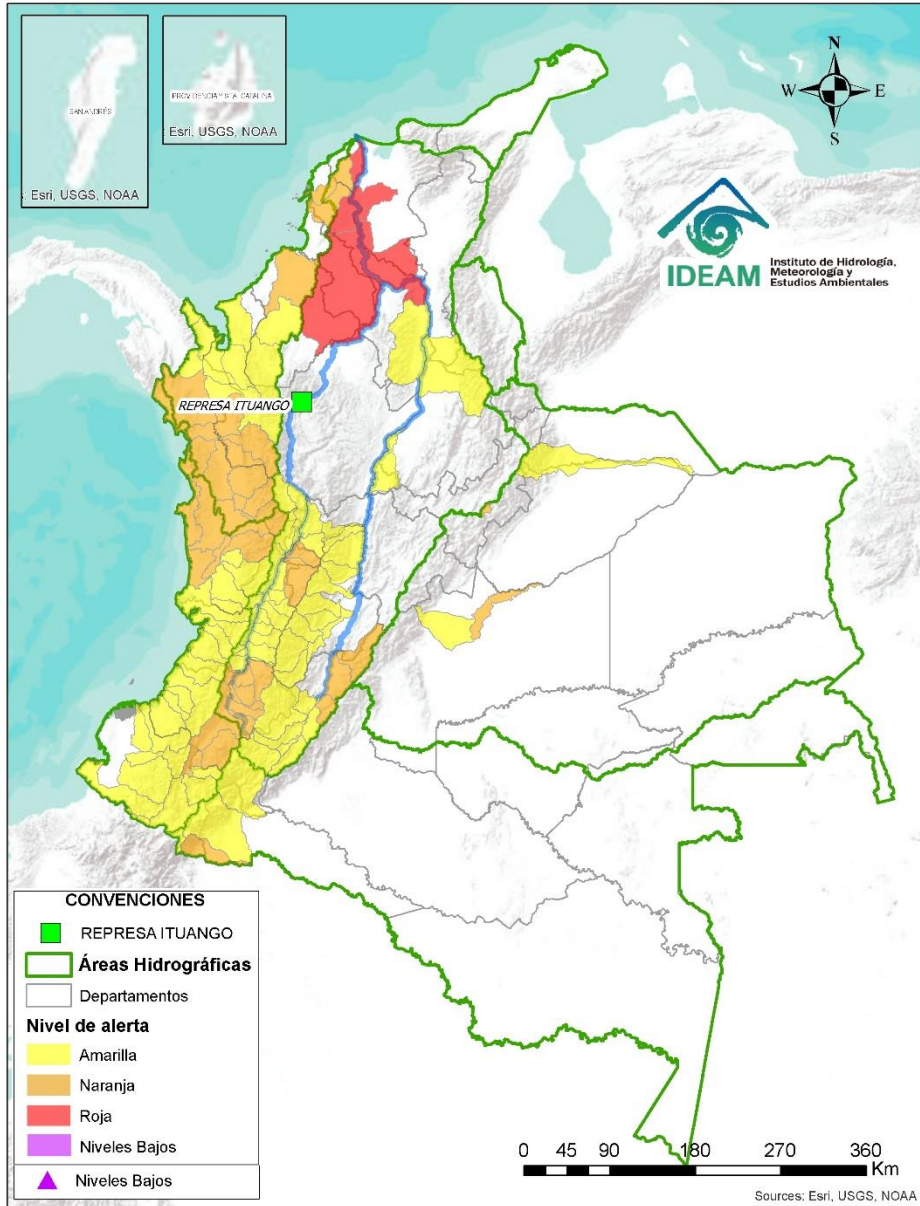 SAN ANDRÉS
: Esri, USGS, NOAA
PROVIDENCIA Y STA. CATALINA
: Esri, USGS, NOAA
N
W E
S
IDEAM
Instituto de Hidrología,
Meteorología y
Estudios Ambientales
REPRESA ITUANGO
CONVENCIONES
REPRESA ITUANGO
Áreas Hidrográficas
Departamentos
Nivel de alerta
Amarilla
Naranja
Roja
Niveles Bajos
Niveles Bajos
0 45 90 180 270 360
Km
Sources: Esri, USGS, NOAA